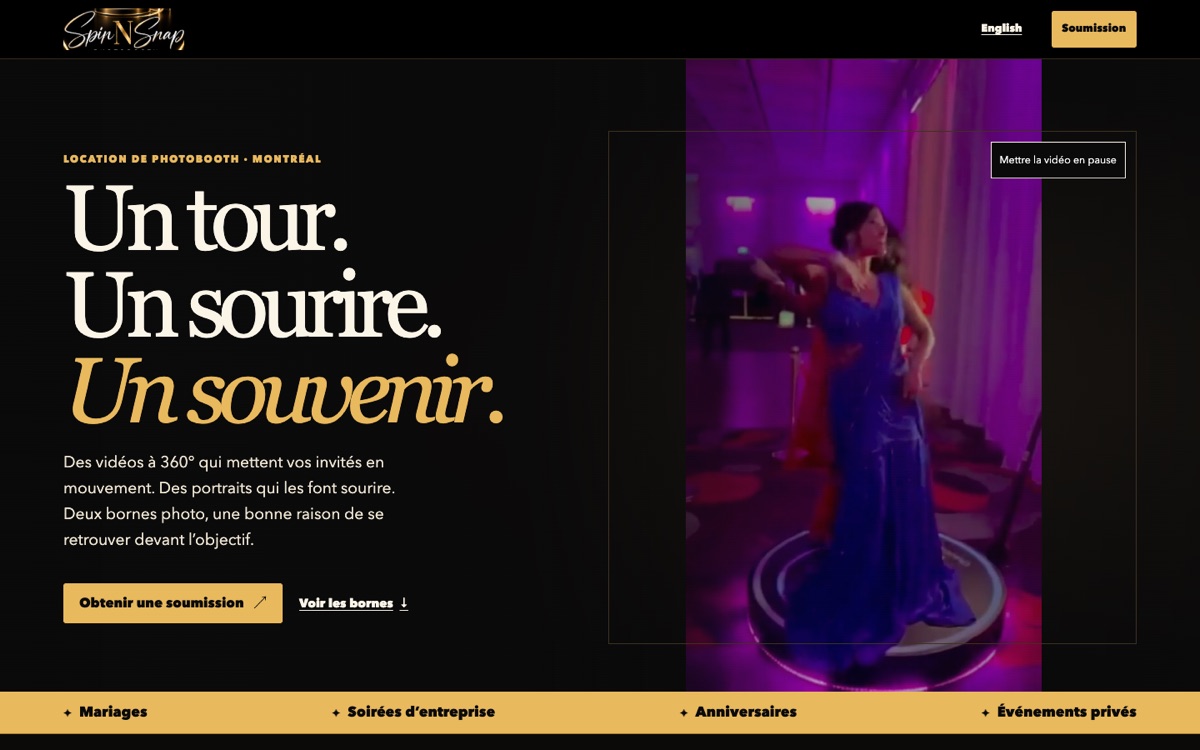 Spin N Snap
English
Soumission
LOCATION DE PHOTOBOOTH · MONTRÉAL
Un tour.
Un sourire.
Un souvenir.
Des vidéos à 360° qui mettent vos invités en
mouvement. Des portraits qui les font sourire.
Deux bornes photo, une bonne raison de se
retrouver devant l’objectif.
Obtenir une soumission ↗
Voir les bornes ↓
Mettre la vidéo en pause
✦ Mariages
✦ Soirées d’entreprise
✦ Anniversaires
✦ Événements privés